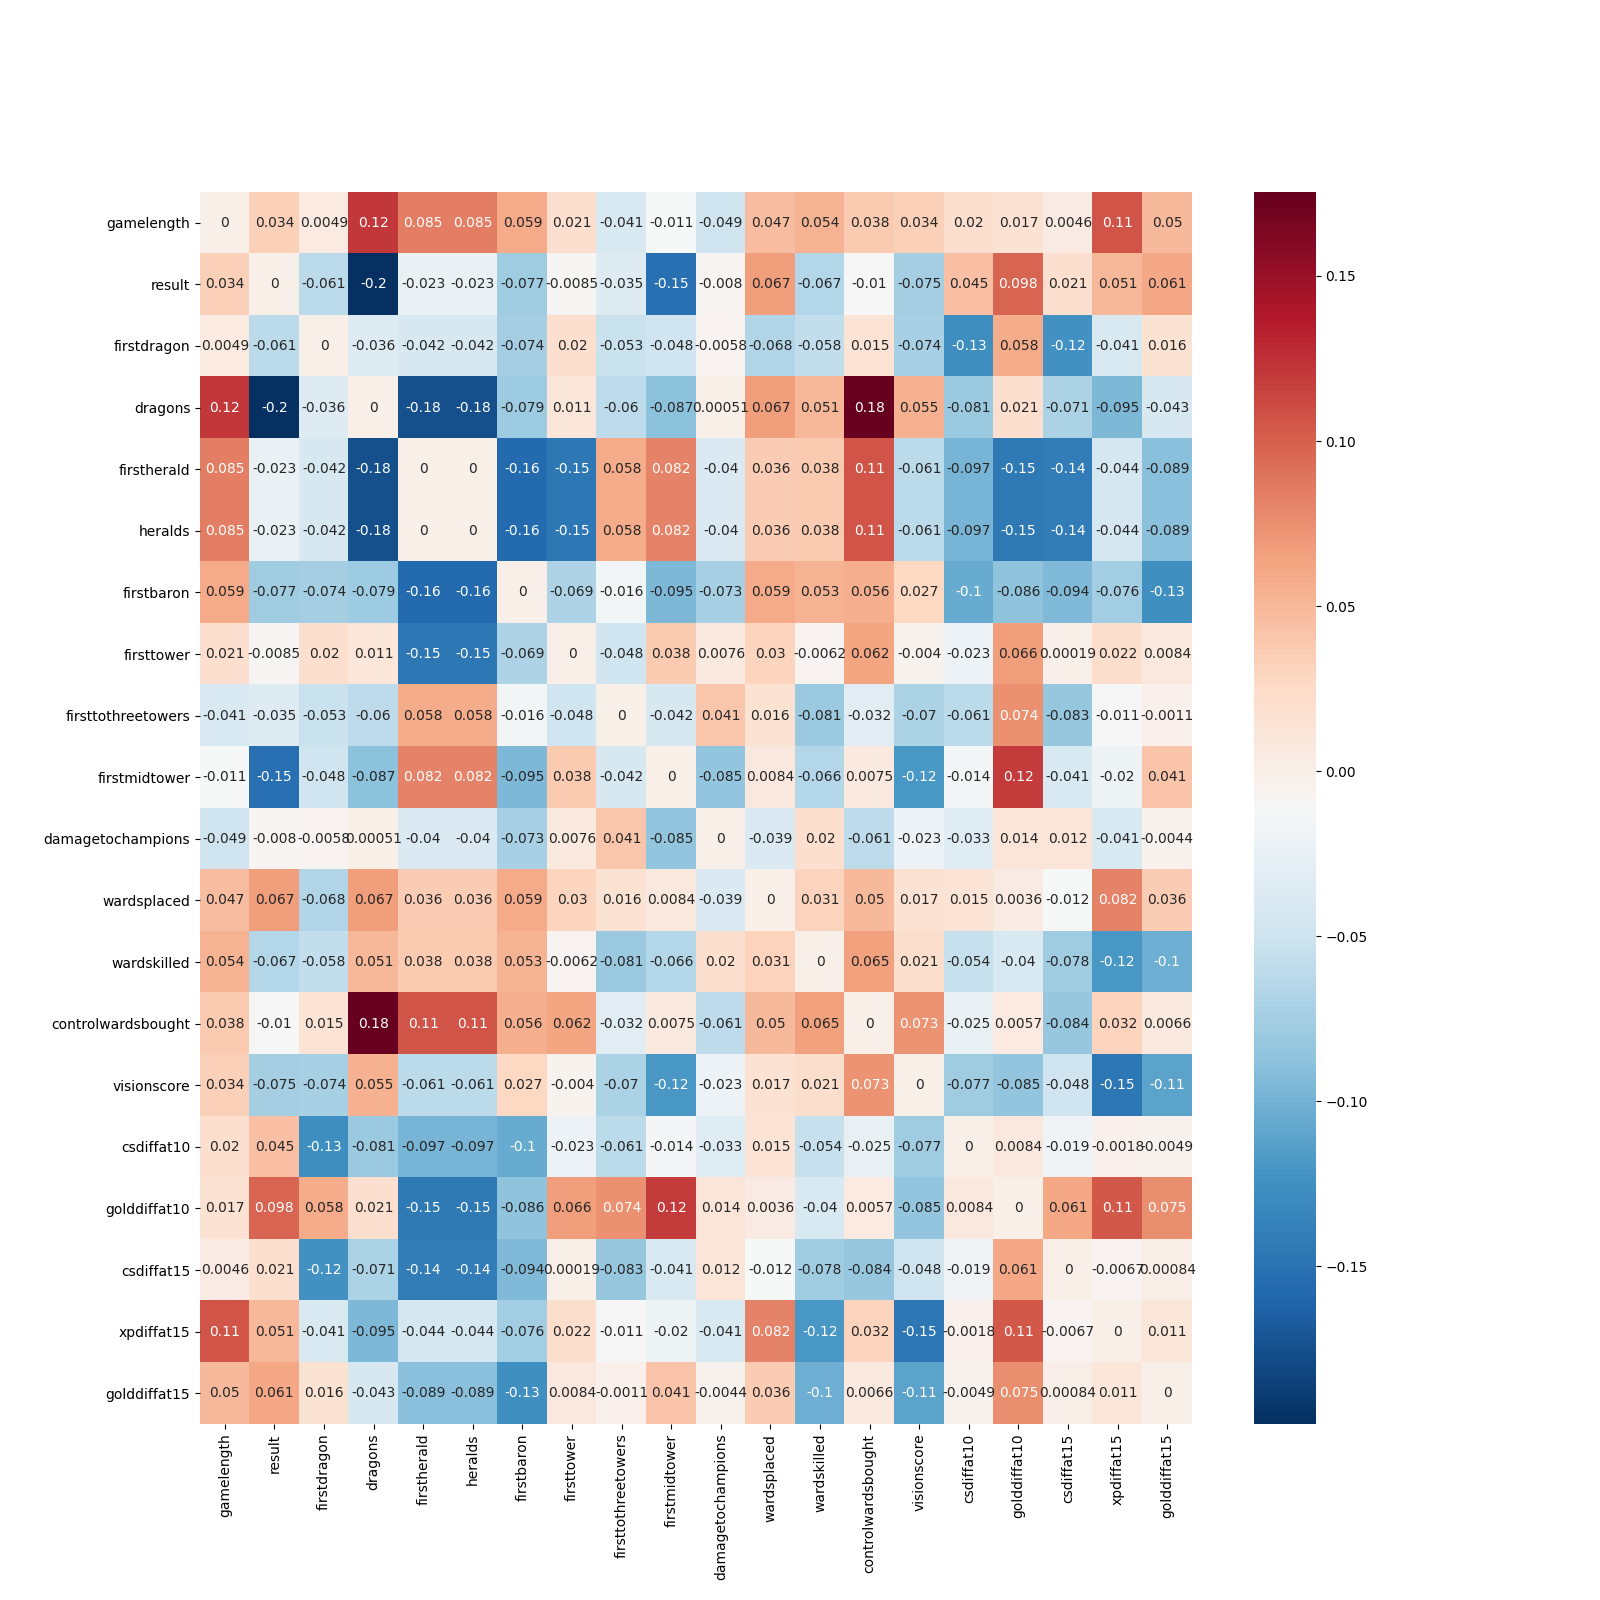 gamelength 0 0.034 0.0049 0.12 0.085 0.085 0.059 0.021 -0.041 -0.011 -0.049 0.047 0.054 0.038 0.034 0.02 0.017 0.0046 0.11 0.05
result 0.034 0 -0.061 -0.2 -0.023 -0.023 -0.077 -0.0085 -0.035 -0.15 -0.008 0.067 -0.067 -0.01 -0.075 0.045 0.098 0.021 0.051 0.061
0.15
firstdragon 0.0049 -0.061 0 -0.036 -0.042 -0.042 -0.074 0.02 -0.053 -0.048 -0.0058 -0.068 -0.058 0.015 -0.074 -0.13 0.058 -0.12 -0.041 0.016
dragons 0.12 -0.2 -0.036 0 -0.18 -0.18 -0.079 0.011 -0.06 -0.087 0.00051 0.067 0.051 0.18 0.055 -0.081 0.021 -0.071 -0.095 -0.043
0.10
firstherald 0.085 -0.023 -0.042 -0.18 0 0 -0.16 -0.15 0.058 0.082 -0.04 0.036 0.038 0.11 -0.061 -0.097 -0.15 -0.14 -0.044 -0.089
heralds 0.085 -0.023 -0.042 -0.18 0 0 -0.16 -0.15 0.058 0.082 -0.04 0.036 0.038 0.11 -0.061 -0.097 -0.15 -0.14 -0.044 -0.089
firstbaron 0.059 -0.077 -0.074 -0.079 -0.16 -0.16 0 -0.069 -0.016 -0.095 -0.073 0.059 0.053 0.056 0.027 -0.1 -0.086 -0.094 -0.076 -0.13
0.05
firsttower 0.021 -0.0085 0.02 0.011 -0.15 -0.15 -0.069 0 -0.048 0.038 0.0076 0.03 -0.0062 0.062 -0.004 -0.023 0.066 0.00019 0.022 0.0084
firsttothreetowers -0.041 -0.035 -0.053 -0.06 0.058 0.058 -0.016 -0.048 0 -0.042 0.041 0.016 -0.081 -0.032 -0.07 -0.061 0.074 -0.083 -0.011 -0.0011
0.00
firstmidtower -0.011 -0.15 -0.048 -0.087 0.082 0.082 -0.095 0.038 -0.042 0 -0.085 0.0084 -0.066 0.0075 -0.12 -0.014 0.12 -0.041 -0.02 0.041
damagetochampions -0.049 -0.008 -0.0058 0.00051 -0.04 -0.04 -0.073 0.0076 0.041 -0.085 0 -0.039 0.02 -0.061 -0.023 -0.033 0.014 0.012 -0.041 -0.0044
wardsplaced 0.047 0.067 -0.068 0.067 0.036 0.036 0.059 0.03 0.016 0.0084 -0.039 0 0.031 0.05 0.017 0.015 0.0036 -0.012 0.082 0.036
-0.05
wardskilled 0.054 -0.067 -0.058 0.051 0.038 0.038 0.053 -0.0062 -0.081 -0.066 0.02 0.031 0 0.065 0.021 -0.054 -0.04 -0.078 -0.12 -0.1
controlwardsbought 0.038 -0.01 0.015 0.18 0.11 0.11 0.056 0.062 -0.032 0.0075 -0.061 0.05 0.065 0 0.073 -0.025 0.0057 -0.084 0.032 0.0066
visionscore 0.034 -0.075 -0.074 0.055 -0.061 -0.061 0.027 -0.004 -0.07 -0.12 -0.023 0.017 0.021 0.073 0 -0.077 -0.085 -0.048 -0.15 -0.11
-0.10
csdiffat10 0.02 0.045 -0.13 -0.081 -0.097 -0.097 -0.1 -0.023 -0.061 -0.014 -0.033 0.015 -0.054 -0.025 -0.077 0 0.0084 -0.019 -0.0018 -0.0049
golddiffat10 0.017 0.098 0.058 0.021 -0.15 -0.15 -0.086 0.066 0.074 0.12 0.014 0.0036 -0.04 0.0057 -0.085 0.0084 0 0.061 0.11 0.075
csdiffat15 0.0046 0.021 -0.12 -0.071 -0.14 -0.14 -0.094 0.00019 -0.083 -0.041 0.012 -0.012 -0.078 -0.084 -0.048 -0.019 0.061 0 -0.0067 0.00084
-0.15
xpdiffat15 0.11 0.051 -0.041 -0.095 -0.044 -0.044 -0.076 0.022 -0.011 -0.02 -0.041 0.082 -0.12 0.032 -0.15 -0.0018 0.11 -0.0067 0 0.011
golddiffat15 0.05 0.061 0.016 -0.043 -0.089 -0.089 -0.13 0.0084 -0.0011 0.041 -0.0044 0.036 -0.1 0.0066 -0.11 -0.0049 0.075 0.00084 0.011 0
gamelength
result
firstdragon
dragons
firstherald
heralds
firstbaron
firsttower
firsttothreetowers
firstmidtower
damagetochampions
wardsplaced
wardskilled
controlwardsbought
visionscore
csdiffat10
golddiffat10
csdiffat15
xpdiffat15
golddiffat15